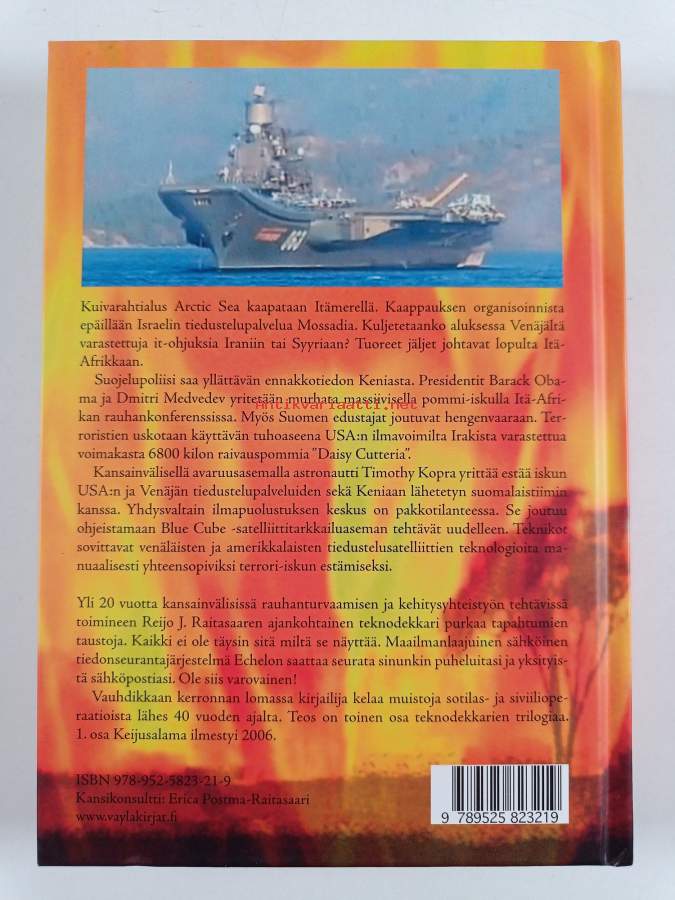 063
Kuivarahtialus Arctic Sea kaapataan Itämerellä. Kaappauksen organisoinnista
epäillään Israelin tiedustelupalvelua Mossadia. Kuljetetaanko aluksessa Venäjältä
varastettuja it-ohjuksia Iraniin tai Syyriaan? Tuoreet jäljet johtavat lopulta Itä-
Afrikkaan.
Suojelupoliisi saa yllättävän ennakkotiedon Keniasta. Presidentit Barack Oba-
ma ja Dmitri Medvedev yritetään murhata massiivisella pommi-iskulla Itä-Afri-
kan rauhankonferenssissa. Myös Suomen edustajat joutuvat hengenvaaraan. Ter-
roristien uskotaan käyttävän tuhoaseena USA:n ilmavoimilta Irakista varastettua
voimakasta 6800 kilon raivauspommia ”Daisy Cutteria”.
Kansainvälisellä avaruusasemalla astronautti Timothy Kopra yrittää estää iskun
USA:n ja Venäjän tiedustelupalveluiden sekä Keniaan lähetetyn suomalaistiimin
kanssa. Yhdysvaltain ilmapuolustuksen keskus on pakkotilanteessa. Se joutuu
ohjeistamaan Blue Cube -satelliittitarkkailuaseman tehtävät uudelleen. Teknikot
sovittavat venäläisten ja amerikkalaisten tiedustelusatelliittien teknologioita ma-
nuaalisesti yhteensopiviksi terrori-iskun estämiseksi.
Yli 20 vuotta kansainvälisissä rauhanturvaamisen ja kehitysyhteistyön tehtävissä
toimineen Reijo J. Raitasaaren ajankohtainen teknodekkari purkaa tapahtumien
taustoja. Kaikki ei ole täysin sitä miltä se näyttää. Maailmanlaajuinen sähköinen
tiedonseurantajärjestelmä Echelon saattaa seurata sinunkin puheluitasi ja yksityis-
tä sähköpostiasi. Ole siis varovainen!
Vauhdikkaan kerronnan lomassa kirjailija kelaa muistoja sotilas- ja siviiliope-
raatioista lähes 40 vuoden ajalta. Teos on toinen osa teknodekkarien trilogiaa.
1. osa Keijusalama ilmestyi 2006.
ISBN 978-952-5823-21-9
Kansikonsultti: Erica Postma-Raitasaari
www.vaylakirjat.fi
9 789525 823219
Antikvariaatti.net